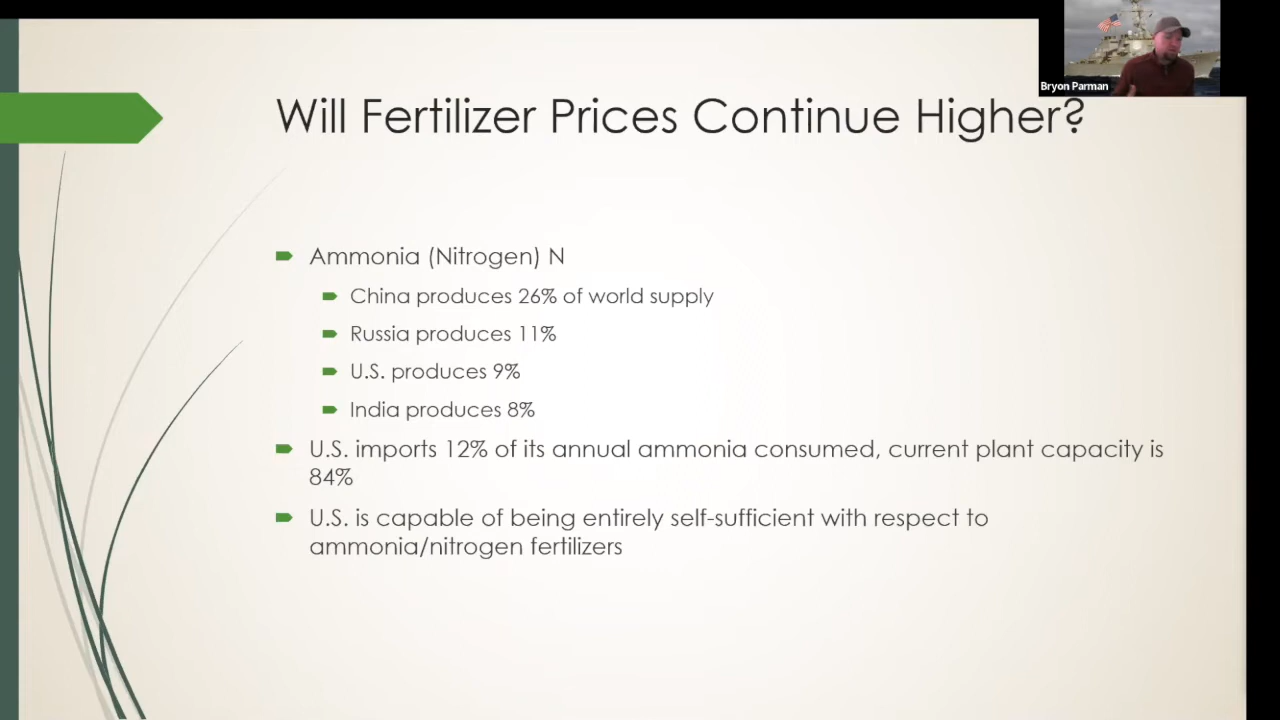 Bryon Parman
Will Fertilizer Prices Continue Higher?
Ammonia (Nitrogen) N
China produces 26% of world supply
Russia produces 11%
U.S. produces 9%
India produces 8%
U.S. imports 12% of its annual ammonia consumed, current plant capacity is
84%
U.S. is capable of being entirely self-sufficient with respect to
ammonia/nitrogen fertilizers